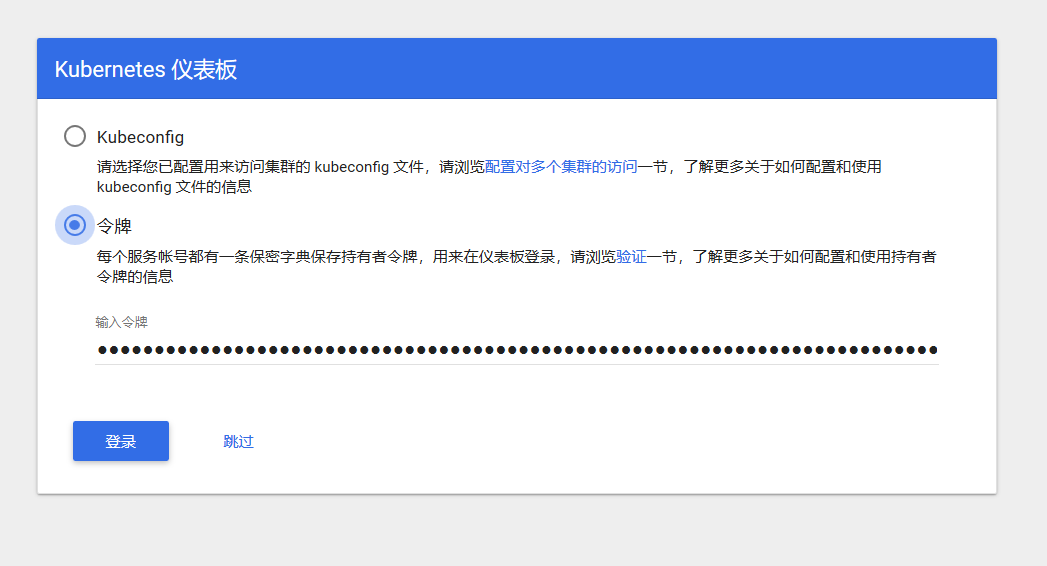 Kubernetes 仪表板
Kubeconfig
请选择您已配置用来访问集群的 kubeconfig 文件，请浏览配置对多个集群的访问一节，了解更多关于如何配置和使用
kubeconfig 文件的信息
令牌
每个服务帐号都有一条保密字典保存持有者令牌，用来在仪表板登录，请浏览验证一节，了解更多关于如何配置和使用持有者
令牌的信息
输入令牌
登录
跳过